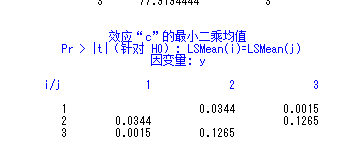 效应“c”的最小二乘均值
Pr > |t| (针对 H0) : LSMean(i)=LSMean(j)
因变量: y
i/j 1 2 3
1 0.0344 0.0015
2 0.0344 0.1265
3 0.0015 0.1265